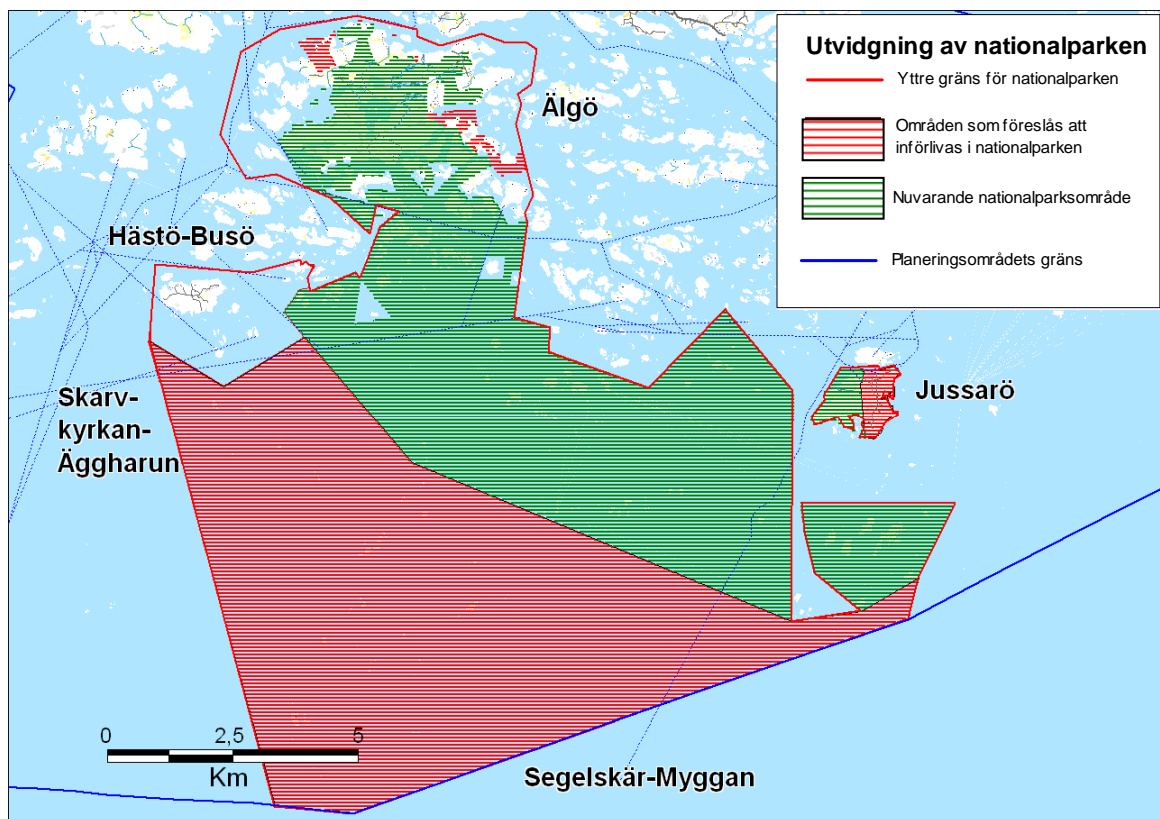 Utvidgning av nationalparken
Yttre gräns för nationalparken
Områden som föreslås att
införlivas i nationalparken
Nuvarande nationalparksområde
Planeringsområdets gräns
Älgö
Hästö-Busö
Skarv-
kyrkan-
Äggharun
Jussarö
0 2,5 5
Km
Segelskär-Myggan